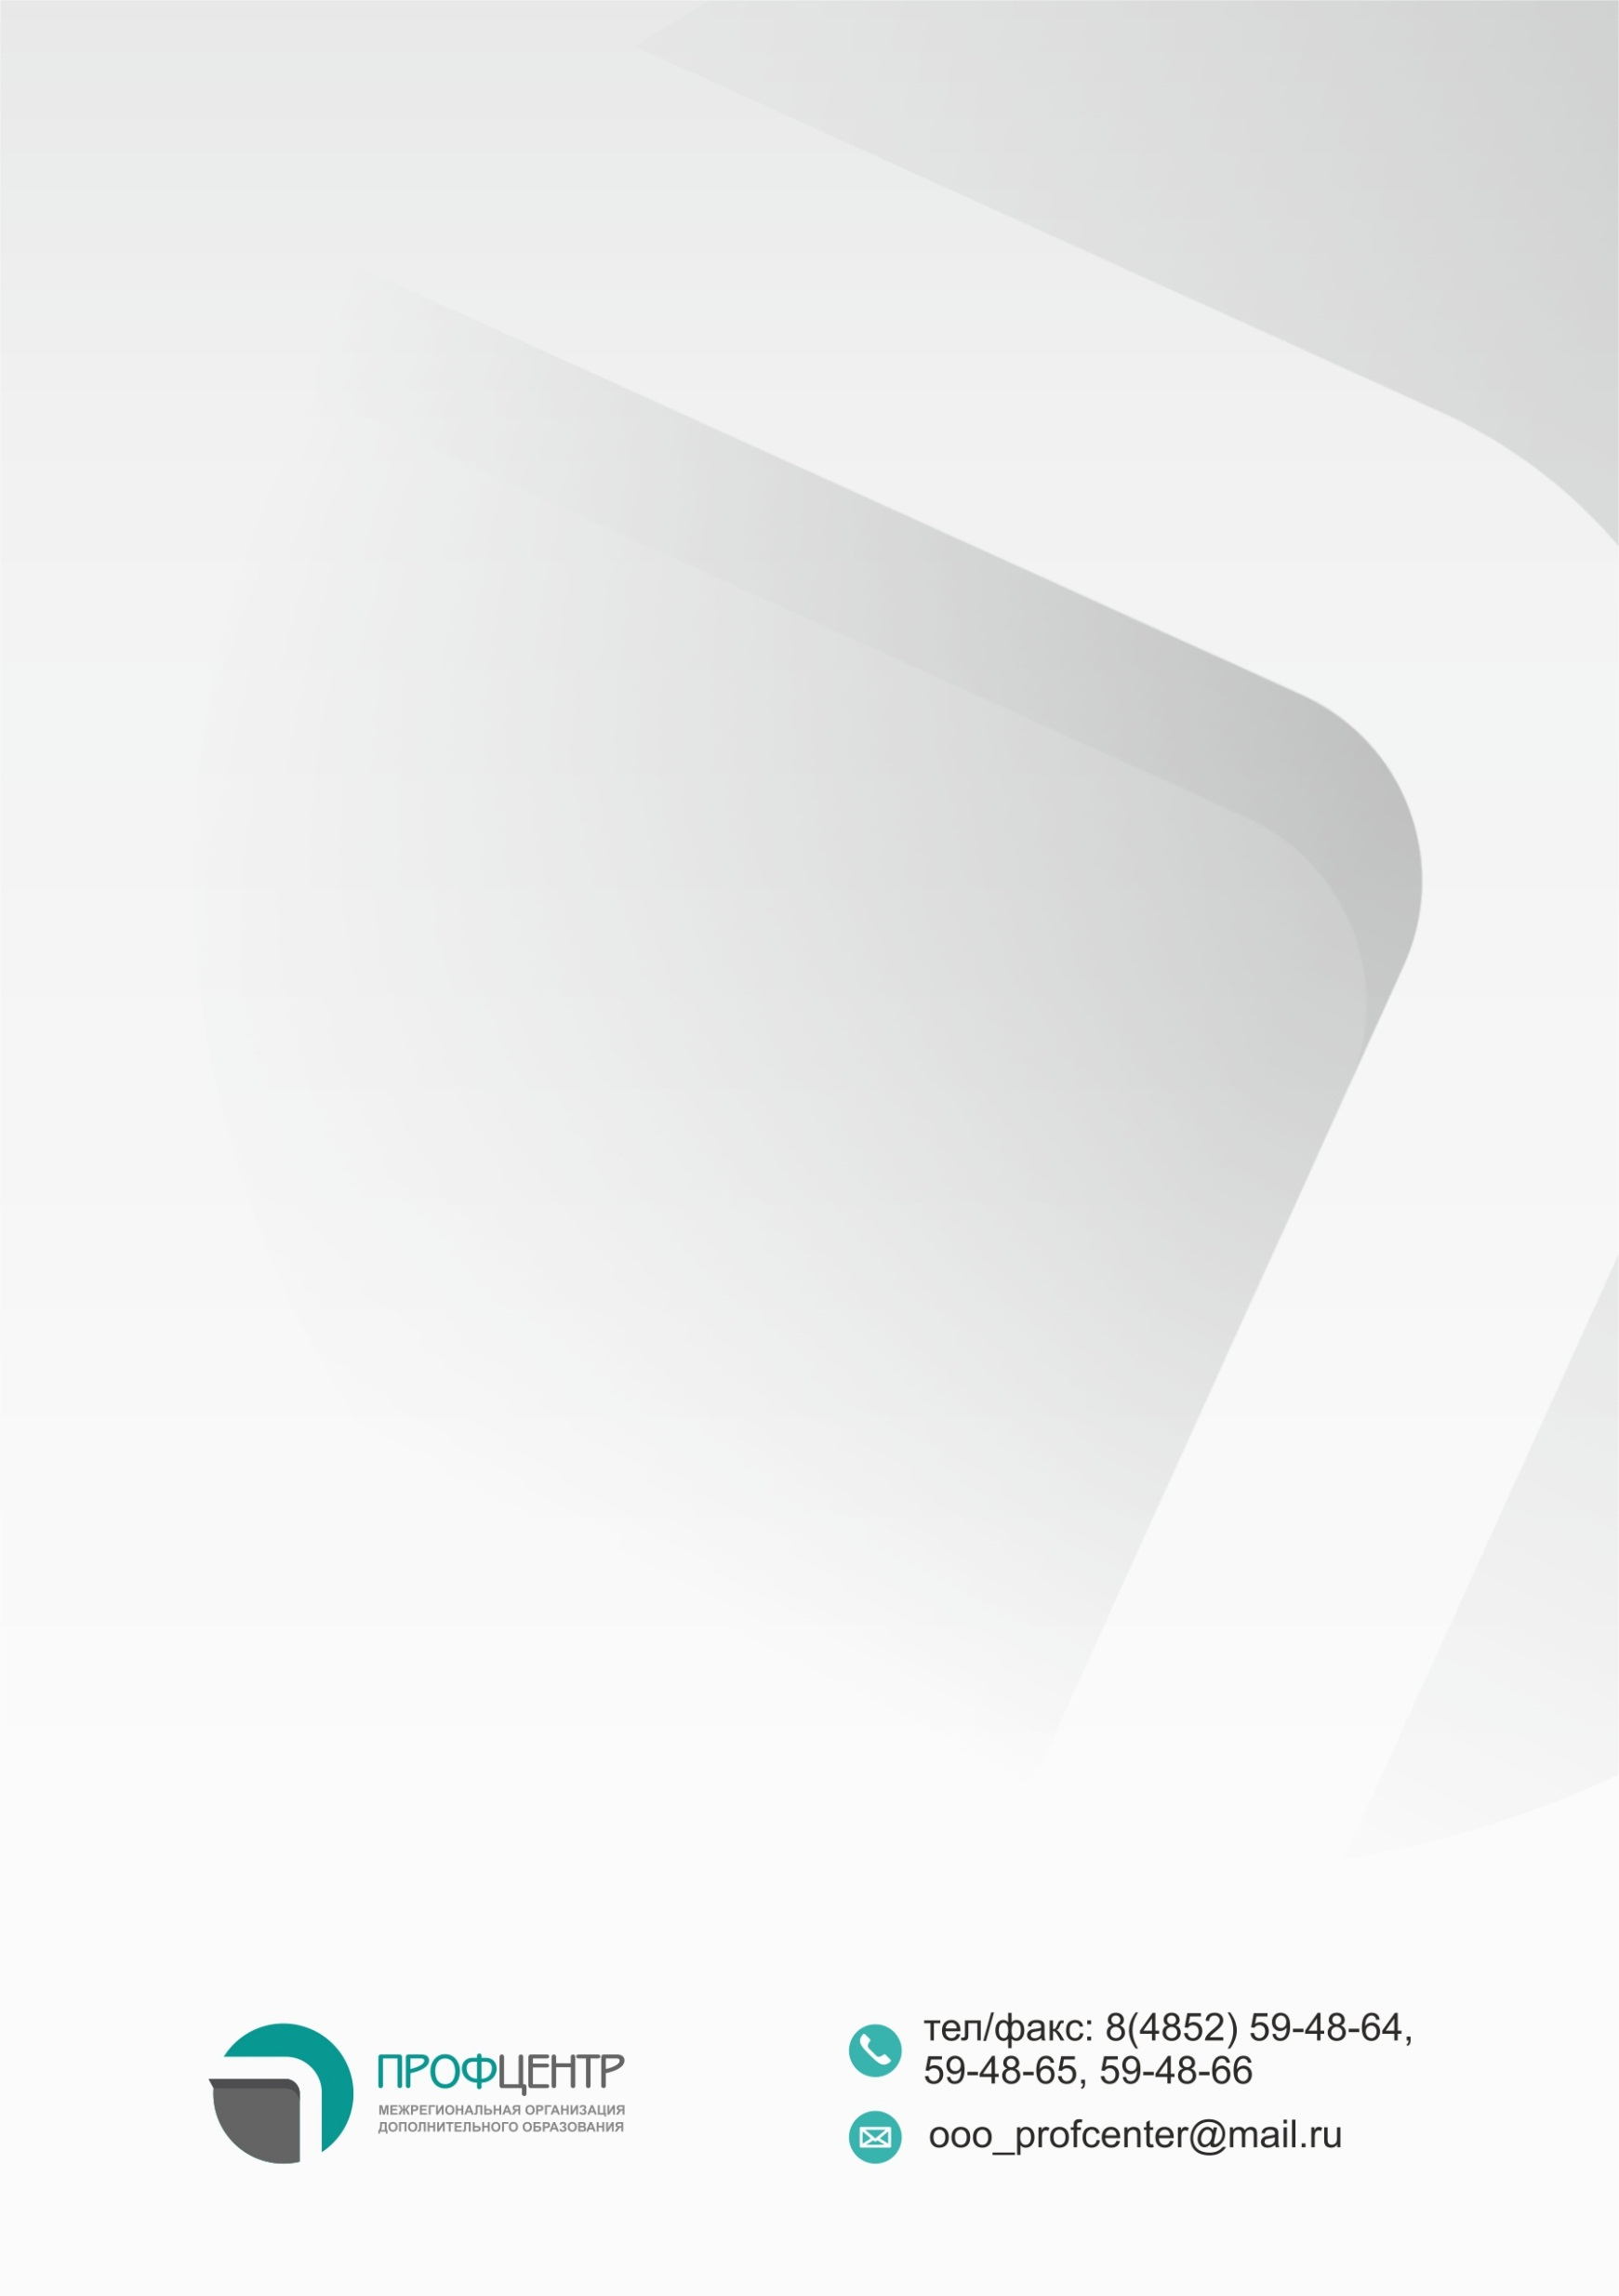 ПРОФЦЕНТР
МЕЖРЕГИОНАЛЬНАЯ ОРГАНИЗАЦИЯ
ДОПОЛНИТЕЛЬНОГО ОБРАЗОВАНИЯ
тел/факс: 8(4852) 59-48-64,
59-48-65, 59-48-66
ooo_profcenter@mail.ru